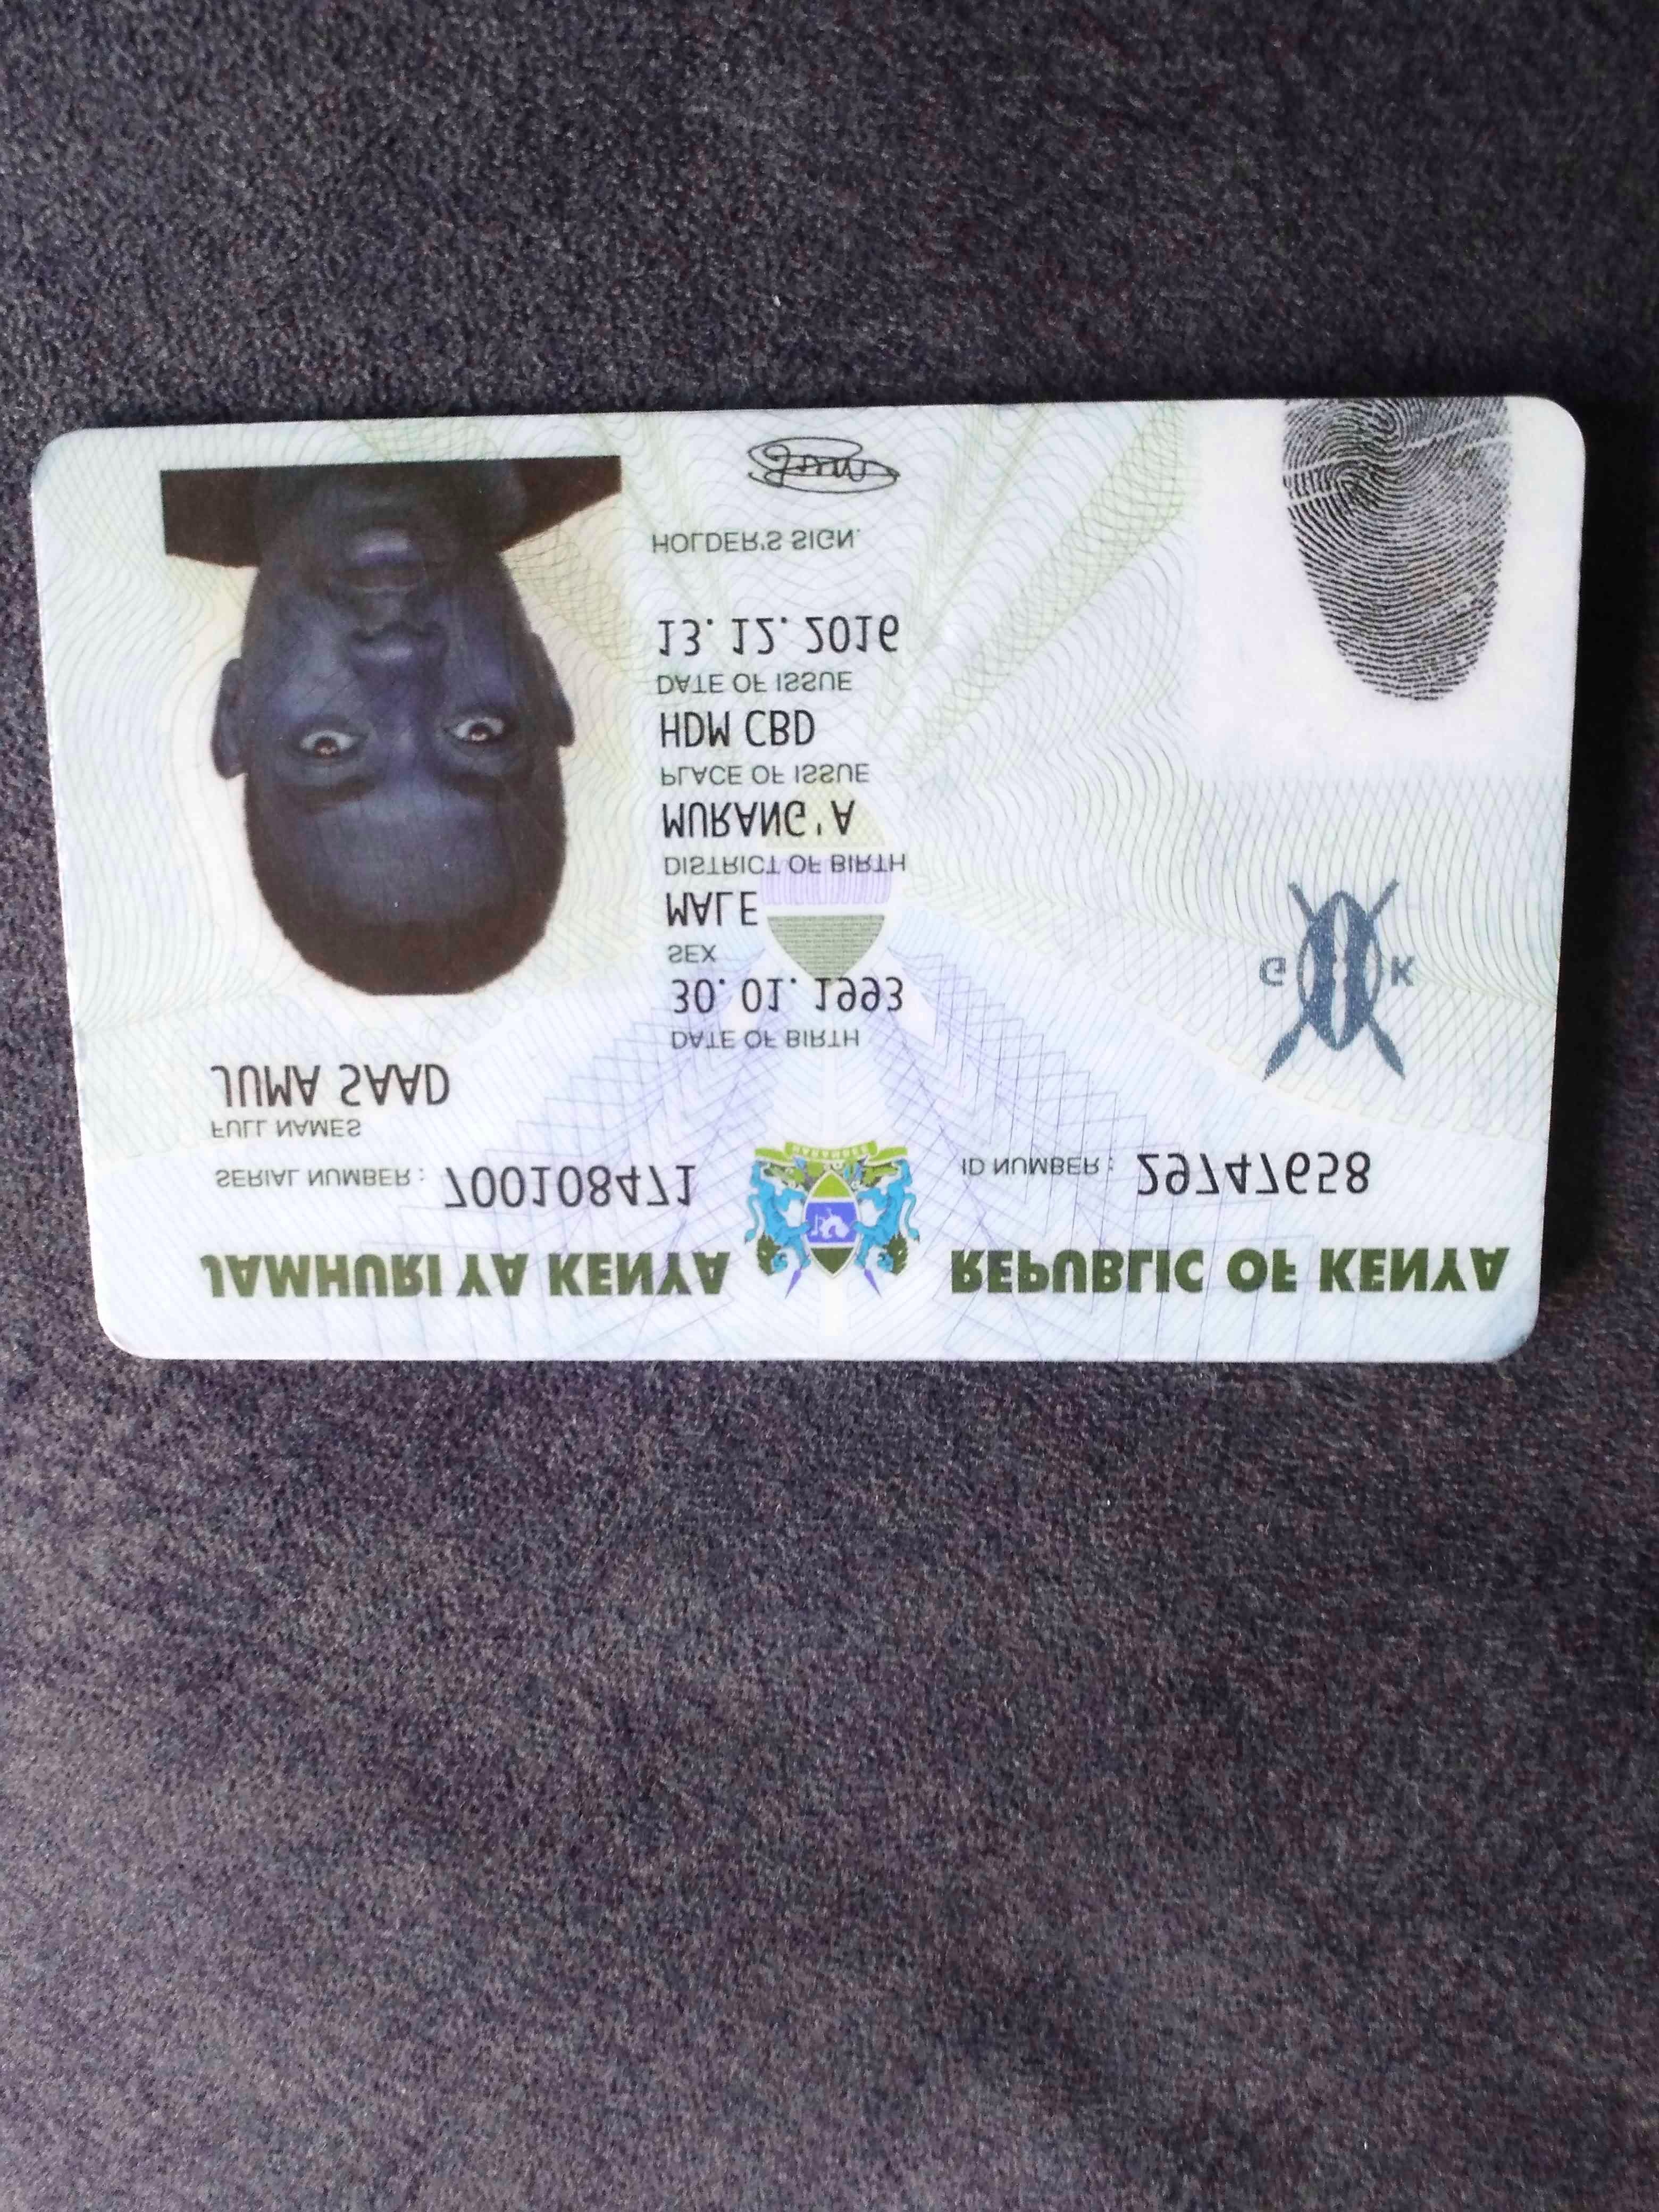 JAMHURI YA KENYA
REPUBLIC OF KENYA
SERIAL NUMBER: 700108471
ID NUMBER: 29747658
FULL NAMES
JUMA SAAD
DATE OF BIRTH
30. 01. 1993
SEX
MALE
DISTRICT OF BIRTH
MURANG'A
PLACE OF ISSUE
HDM CBD
DATE OF ISSUE
13. 12. 2016
HOLDER'S SIGN.
G K
HARAMBEE